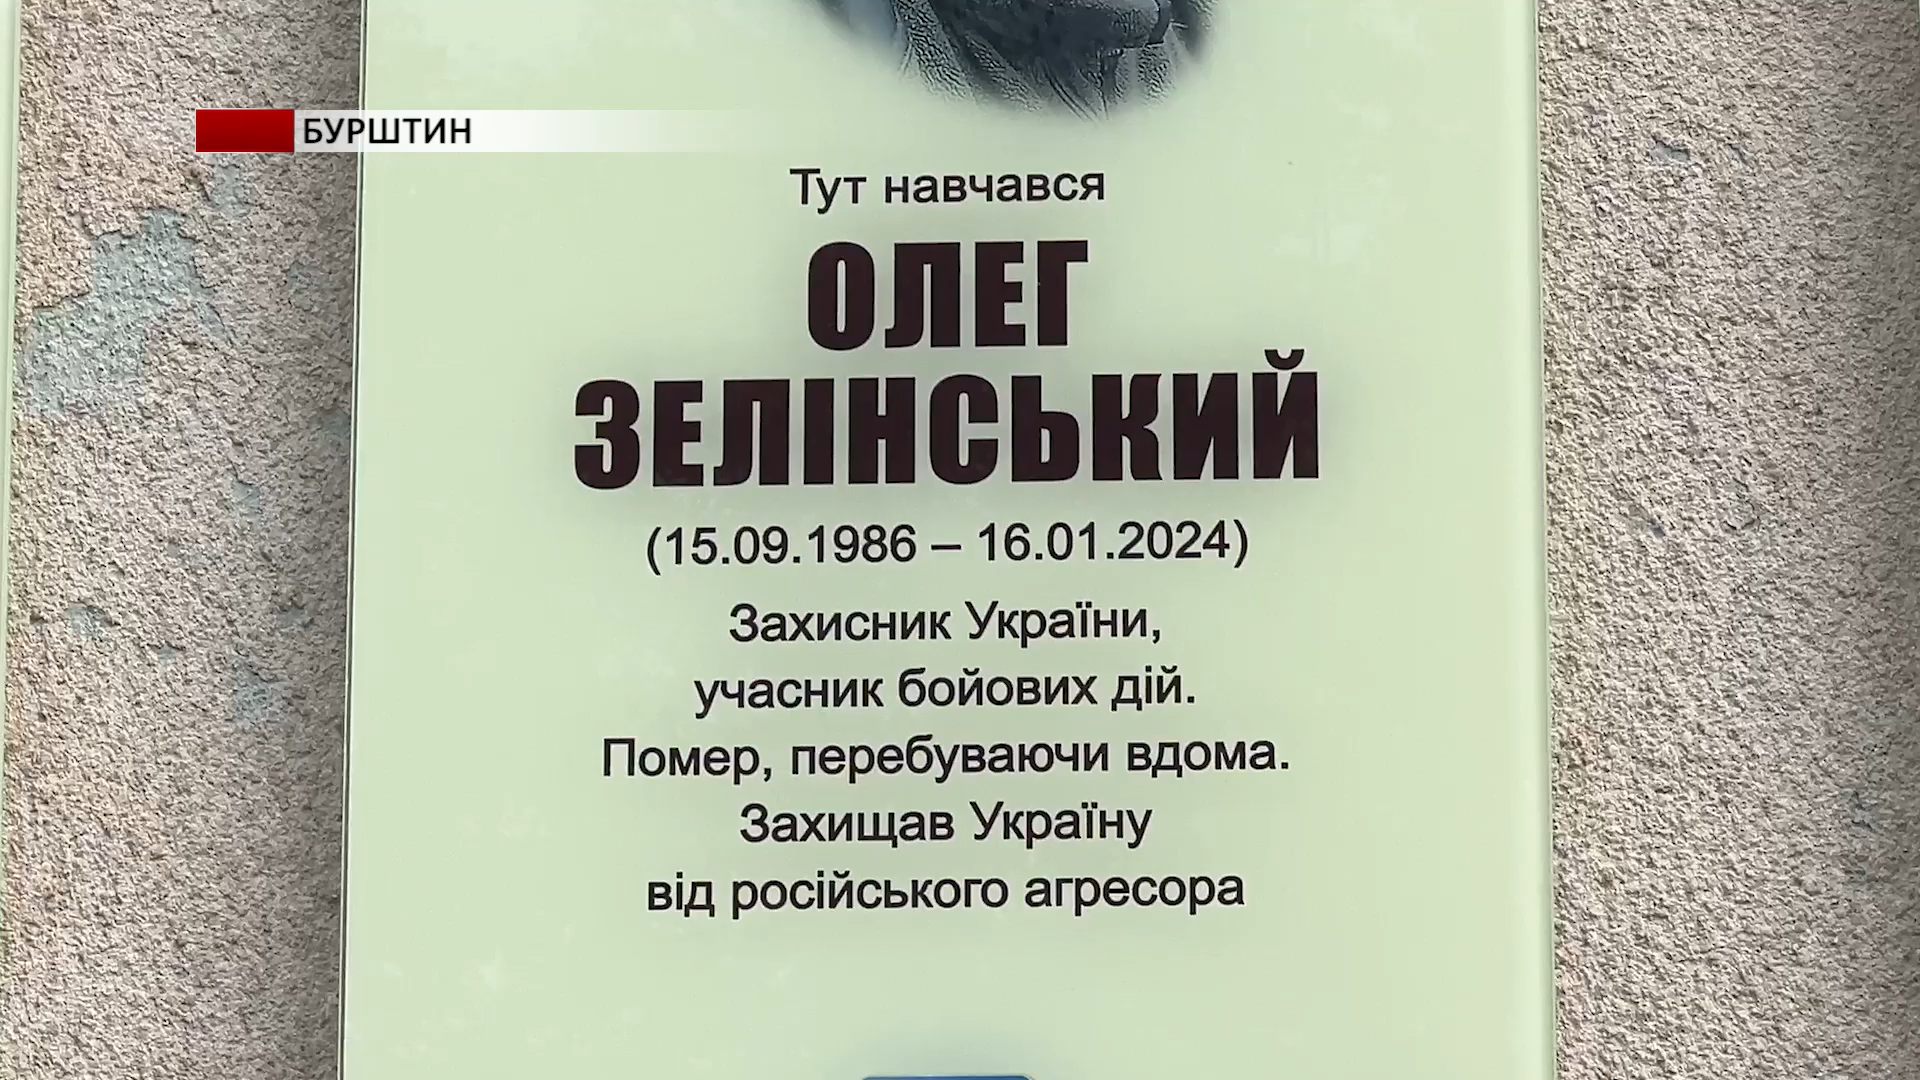 БУРШТИН
Тут навчався
ОЛЕГ
ЗЕЛІНСЬКИЙ
(15.09.1986 – 16.01.2024)
Захисник України,
учасник бойових дій.
Помер, перебуваючи вдома.
Захищав Україну
від російського агресора